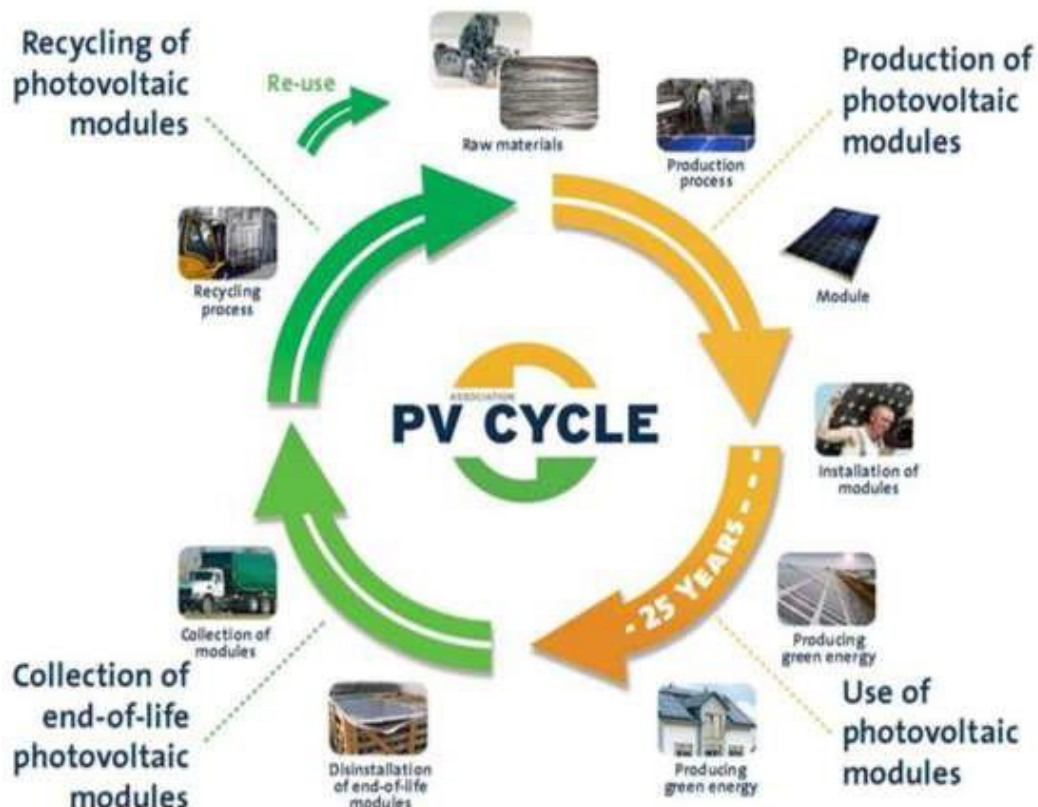 Recycling of
photovoltaic
modules
Re-use
Raw materials
Production
process
Production of
photovoltaic
modules
Module
Recycling
process
ASSOCIATION
PV CYCLE
Installation of
modules
- 25 YEARS - - -
Producing
green energy
Collection of
modules
Collection of
end-of-life
photovoltaic
modules
Disinstallation
of end-of-life
modules
Producing
green energy
Use of
photovoltaic
modules